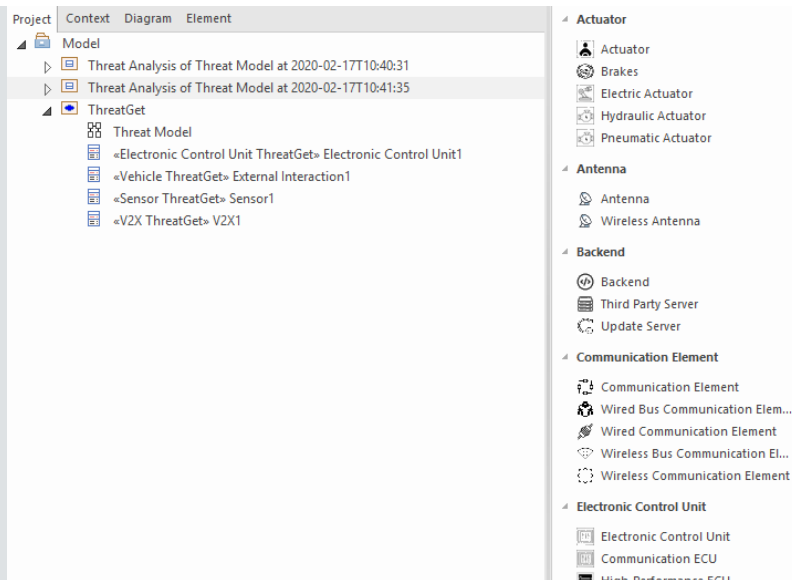 Project Context Diagram Element
Model
Threat Analysis of Threat Model at 2020-02-17T10:40:31
Threat Analysis of Threat Model at 2020-02-17T10:41:35
ThreatGet
Threat Model
«Electronic Control Unit ThreatGet» Electronic Control Unit1
«Vehicle ThreatGet» External Interaction1
«Sensor ThreatGet» Sensor1
«V2X ThreatGet» V2X1
Actuator
Actuator
Brakes
Electric Actuator
Hydraulic Actuator
Pneumatic Actuator
Antenna
Antenna
Wireless Antenna
Backend
Backend
Third Party Server
Update Server
Communication Element
Communication Element
Wired Bus Communication Elem...
Wired Communication Element
Wireless Bus Communication El...
Wireless Communication Element
Electronic Control Unit
Electronic Control Unit
Communication ECU
High Performance ECU